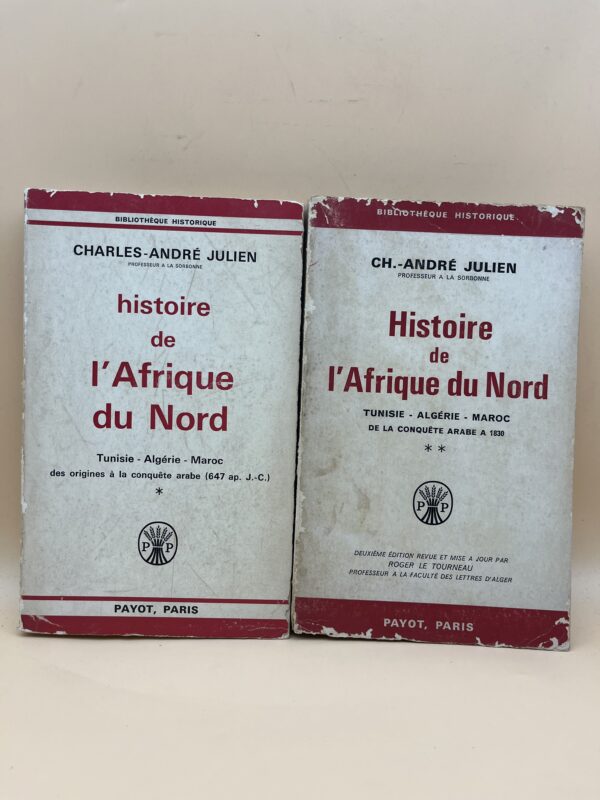 BIBLIOTHÈQUE HISTORIQUE
CHARLES-ANDRÉ JULIEN
PROFESSEUR A LA SORBONNE
histoire
de
l'Afrique
du Nord
Tunisie - Algérie - Maroc
des origines à la conquête arabe (647 ap. J.-C.)
*
P P
PAYOT, PARIS
BIBLIOTHÈQUE HISTORIQUE
CH.-ANDRÉ JULIEN
PROFESSEUR A LA SORBONNE
Histoire
de
l'Afrique du Nord
TUNISIE - ALGÉRIE - MAROC
DE LA CONQUÊTE ARABE A 1830
* *
P P
DEUXIÈME ÉDITION REVUE ET MISE A JOUR PAR
ROGER LE TOURNEAU
PROFESSEUR A LA FACULTÉ DES LETTRES D'ALGER
PAYOT, PARIS